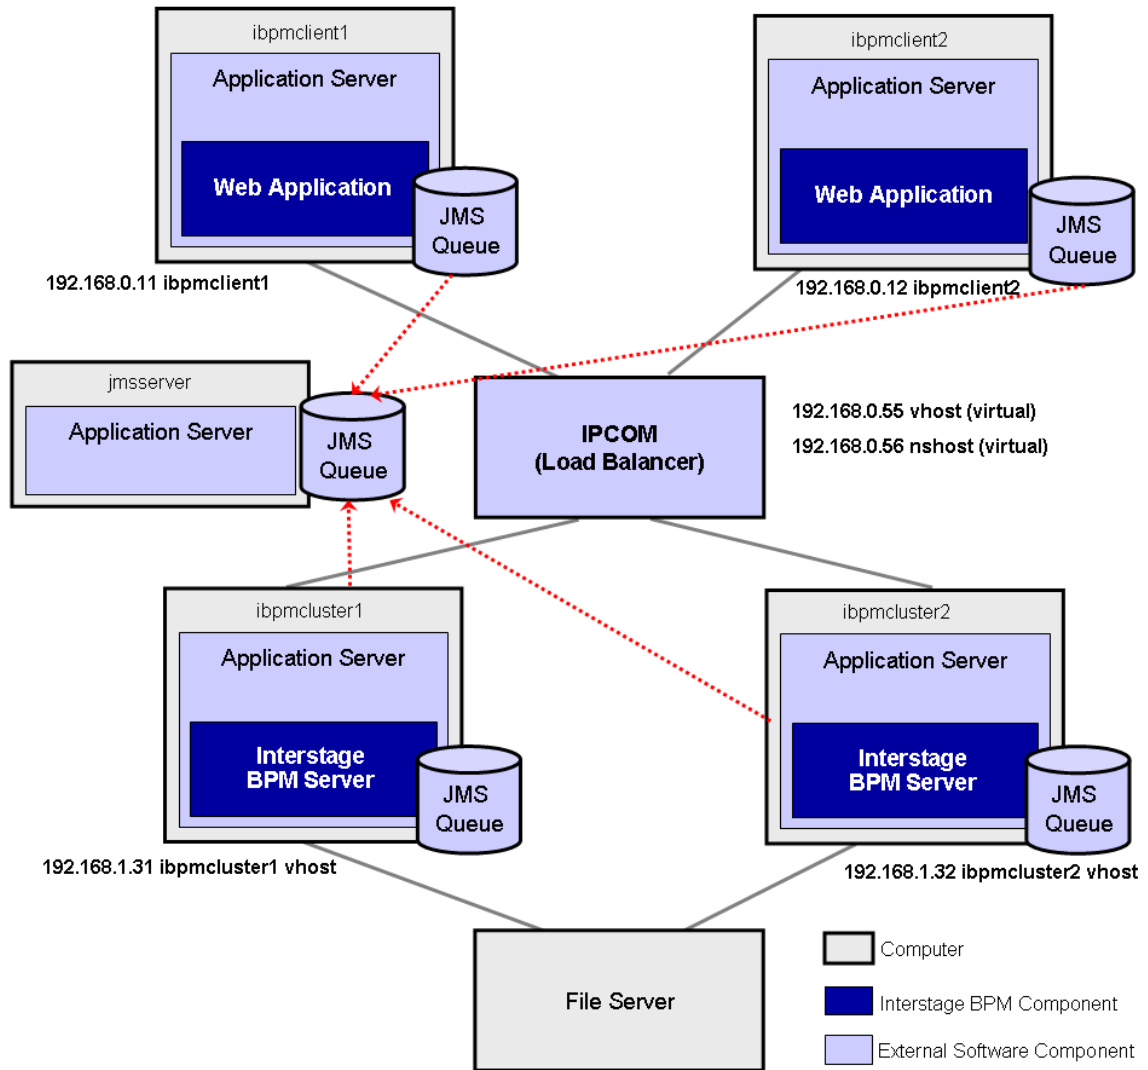 ibpmclient1
Application Server
Web Application
JMS
Queue
192.168.0.11 ibpmclient1
ibpmclient2
Application Server
Web Application
JMS
Queue
192.168.0.12 ibpmclient2
jmsserver
Application Server
JMS
Queue
IPCOM
(Load Balancer)
192.168.0.55 vhost (virtual)
192.168.0.56 nshost (virtual)
ibpmcluster1
Application Server
Interstage
BPM Server
JMS
Queue
192.168.1.31 ibpmcluster1 vhost
ibpmcluster2
Application Server
Interstage
BPM Server
JMS
Queue
192.168.1.32 ibpmcluster2 vhost
File Server
Computer
Interstage BPM Component
External Software Component